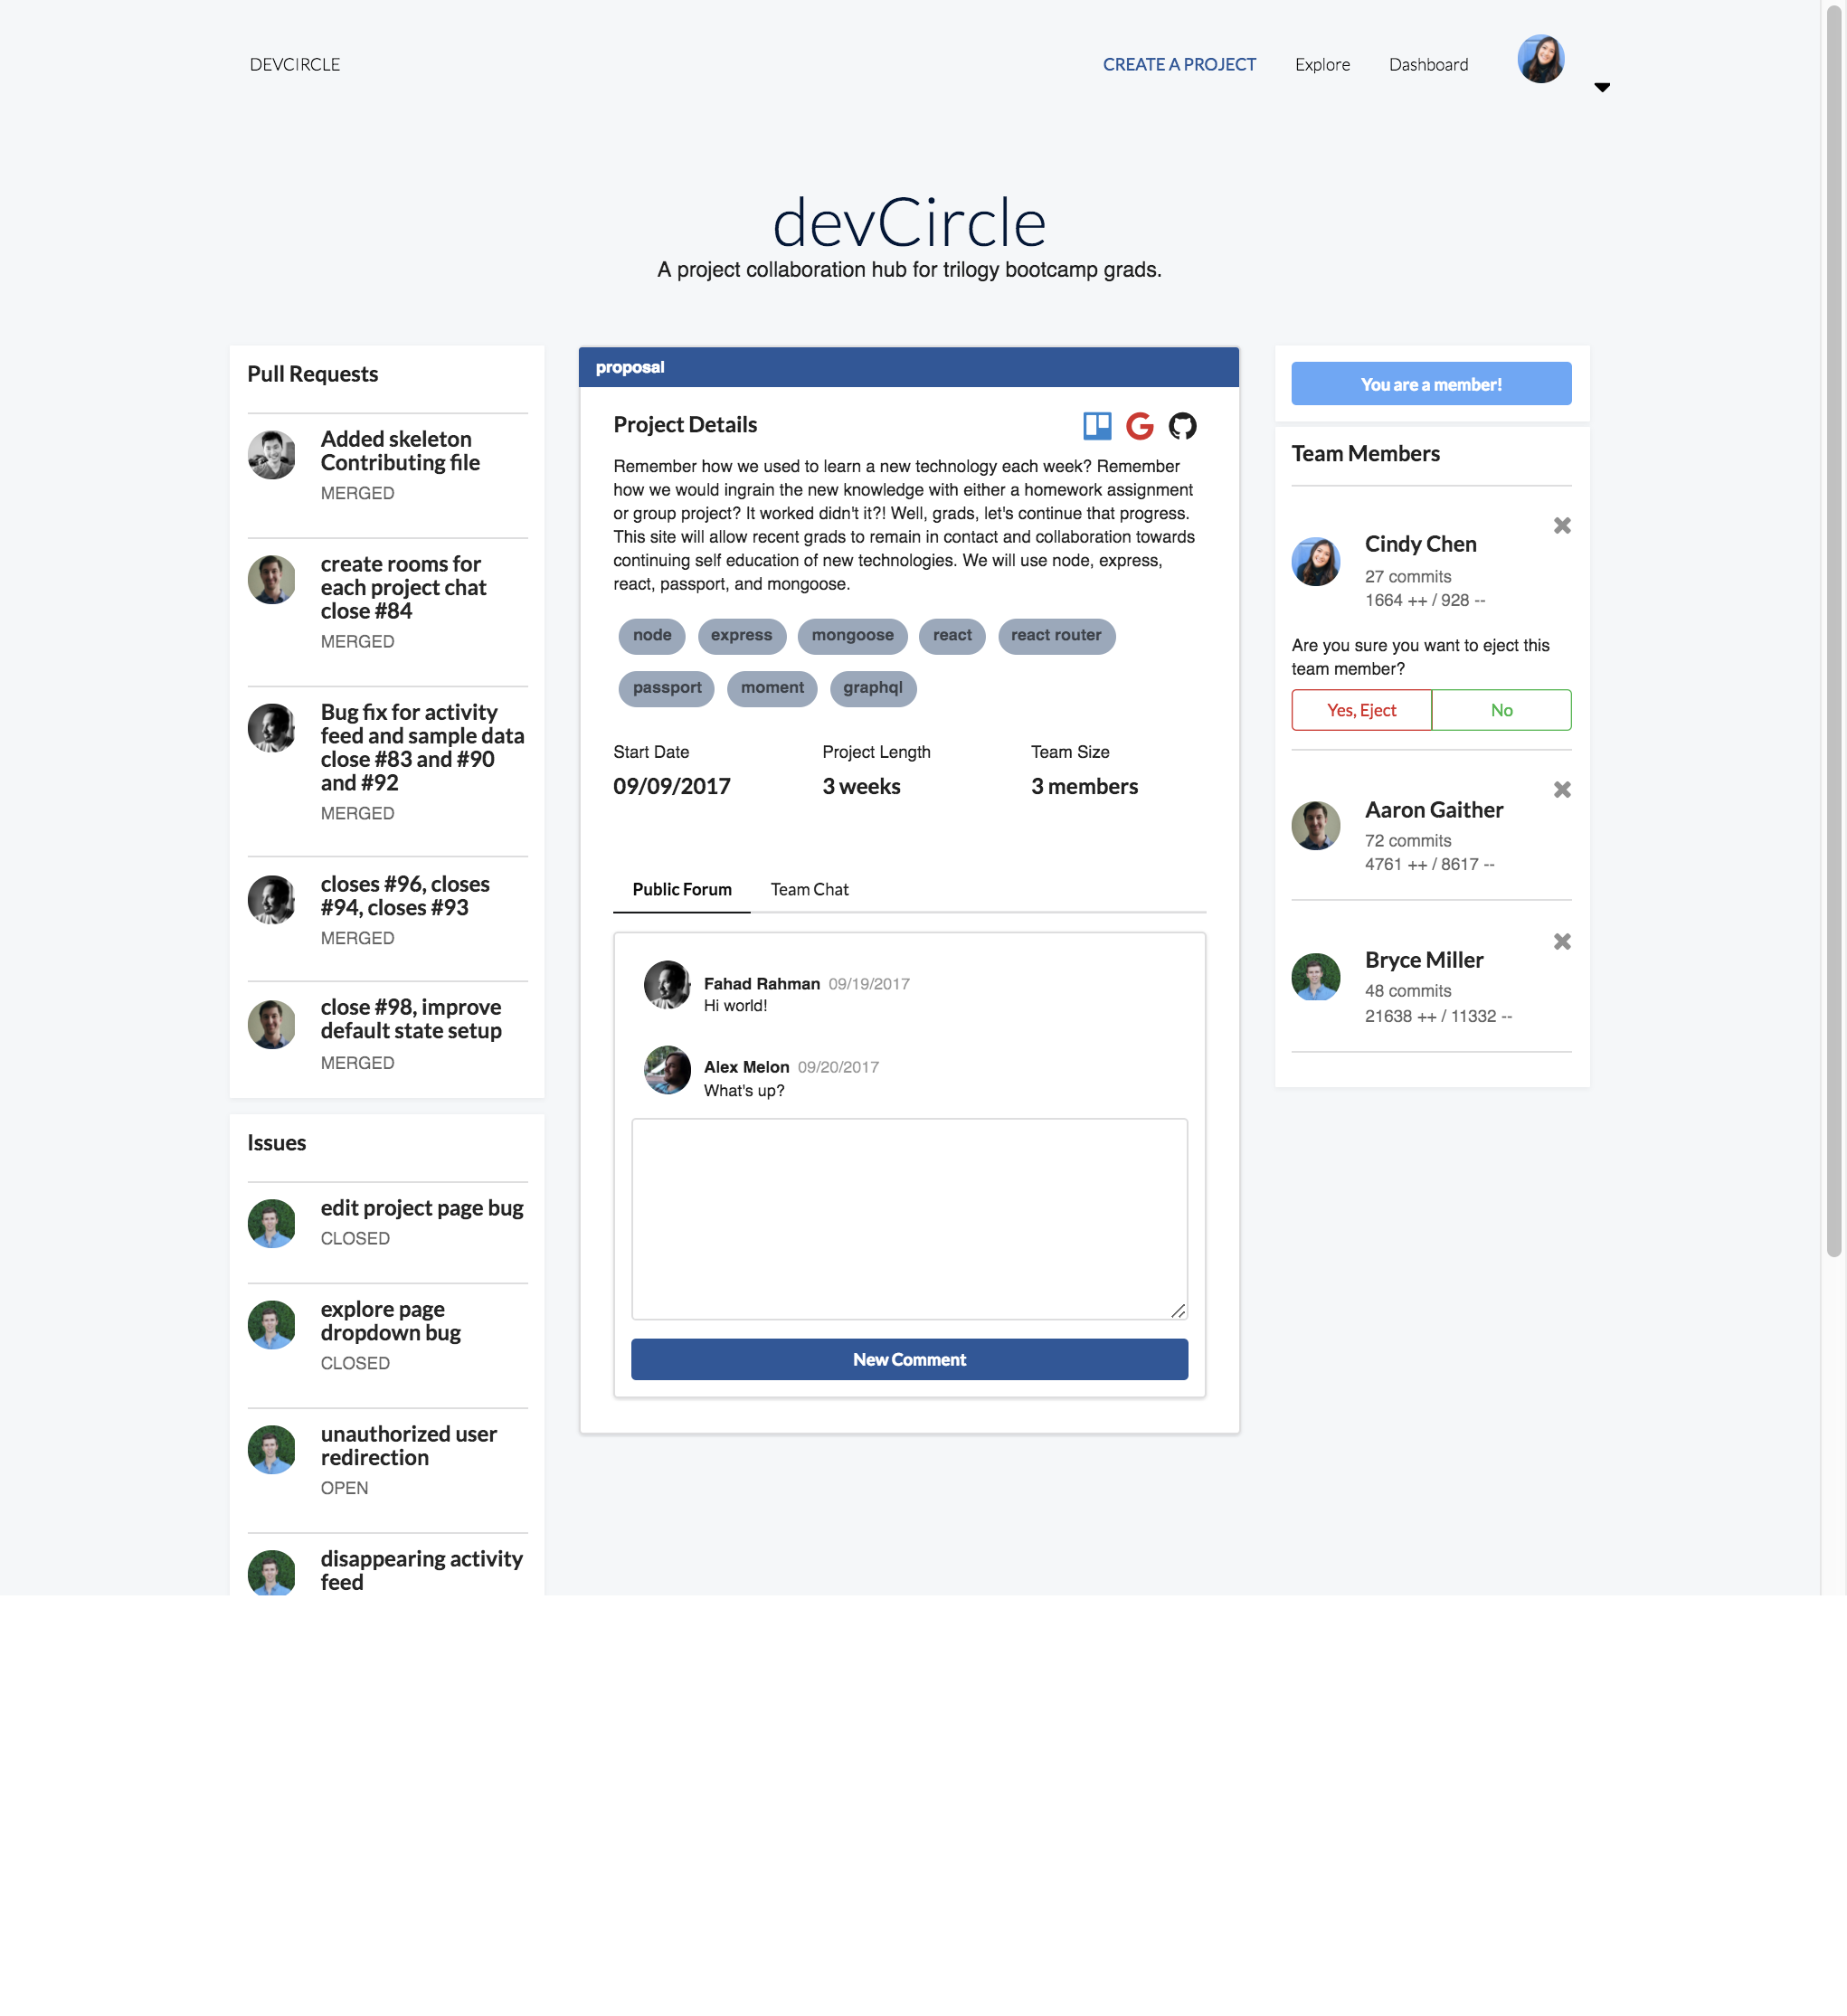 DEVCIRCLE
CREATE A PROJECT
Explore
Dashboard
devCircle
A project collaboration hub for trilogy bootcamp grads.
Pull Requests
Added skeleton
Contributing file
MERGED
create rooms for
each project chat
close #84
MERGED
Bug fix for activity
feed and sample data
close #83 and #90
and #92
MERGED
closes #96, closes
#94, closes #93
MERGED
close #98, improve
default state setup
MERGED
Issues
edit project page bug
CLOSED
explore page
dropdown bug
CLOSED
unauthorized user
redirection
OPEN
disappearing activity
feed
proposal
Project Details
Remember how we used to learn a new technology each week? Remember
how we would ingrain the new knowledge with either a homework assignment
or group project? It worked didn't it?! Well, grads, let's continue that progress.
This site will allow recent grads to remain in contact and collaboration towards
continuing self education of new technologies. We will use node, express,
react, passport, and mongoose.
node express mongoose react react router
passport moment graphql
Start Date
09/09/2017
Project Length
3 weeks
Team Size
3 members
Public Forum
Team Chat
Fahad Rahman 09/19/2017
Hi world!
Alex Melon 09/20/2017
What's up?
New Comment
You are a member!
Team Members
Cindy Chen
27 commits
1664 ++ / 928 --
Are you sure you want to eject this
team member?
Yes, Eject
No
Aaron Gaither
72 commits
4761 ++ / 8617 --
Bryce Miller
48 commits
21638 ++ / 11332 --